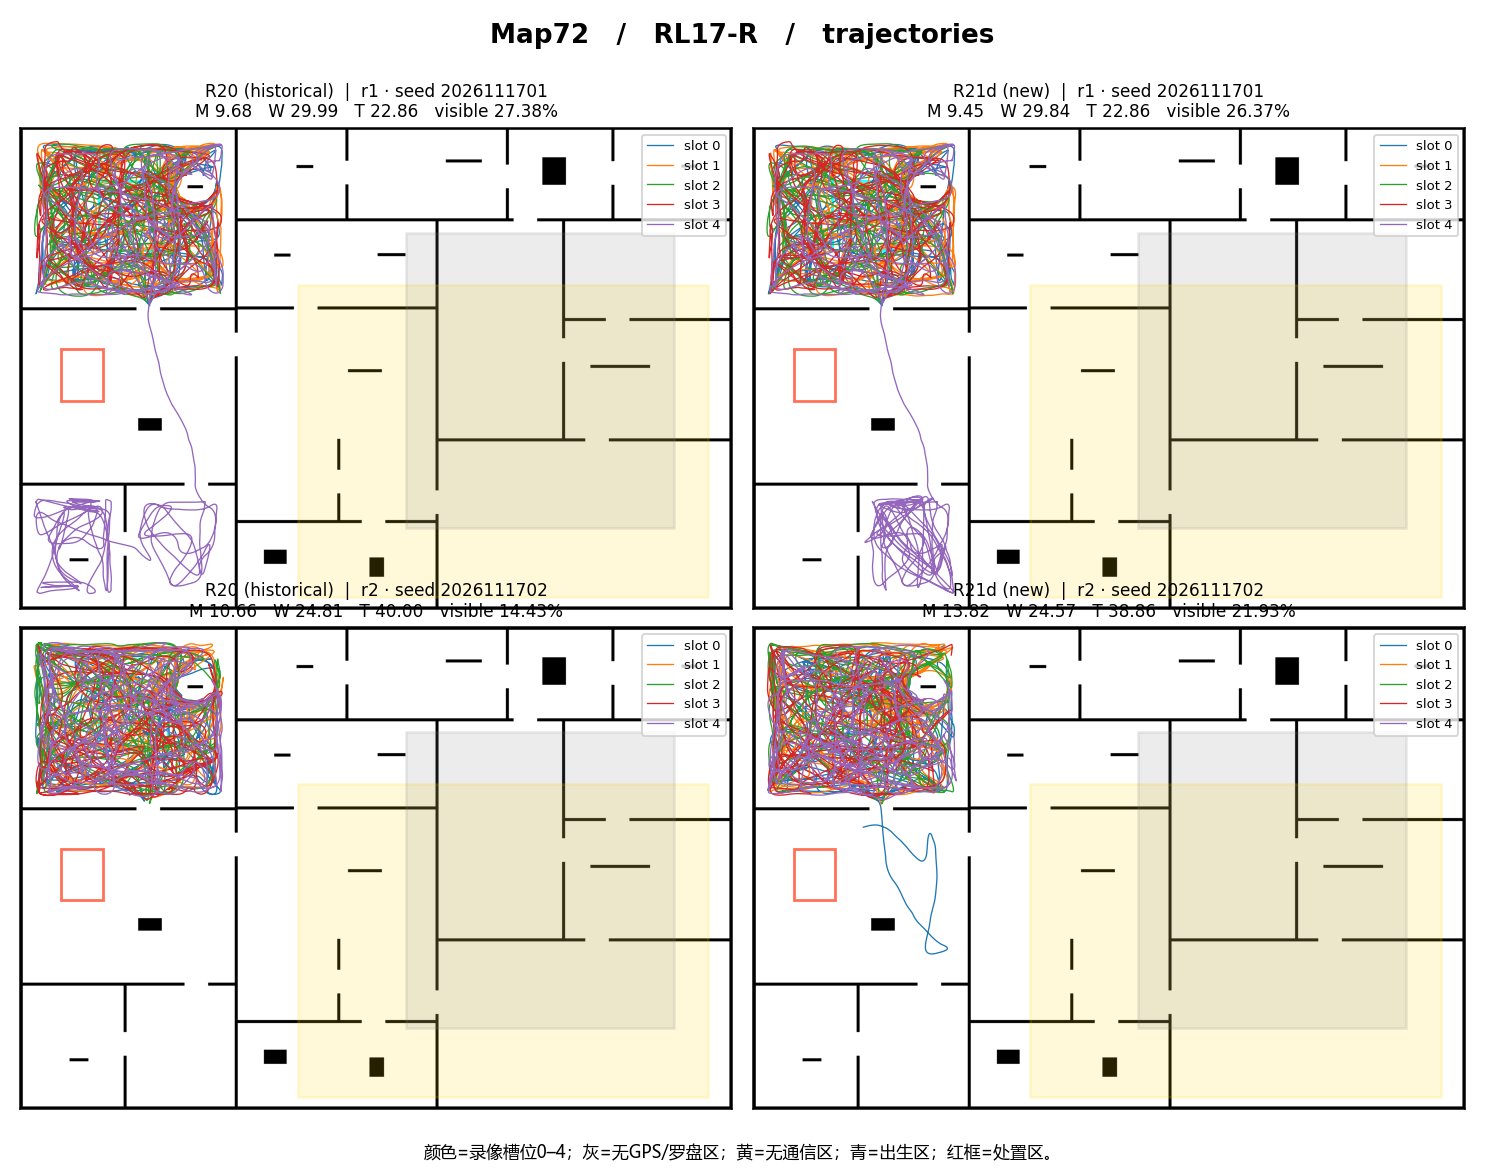 Map72 / RL17-R / trajectories
R20 (historical) | r1 · seed 2026111701
M 9.68 W 29.99 T 22.86 visible 27.38%
slot 0
slot 1
slot 2
slot 3
slot 4
R21d (new) | r1 · seed 2026111701
M 9.45 W 29.84 T 22.86 visible 26.37%
slot 0
slot 1
slot 2
slot 3
slot 4
R20 (historical) | r2 · seed 2026111702
M 10.66 W 24.81 T 40.00 visible 14.43%
slot 0
slot 1
slot 2
slot 3
slot 4
R21d (new) | r2 · seed 2026111702
M 13.82 W 24.57 T 38.86 visible 21.93%
slot 0
slot 1
slot 2
slot 3
slot 4
颜色=录像槽位0–4；灰=无GPS/罗盘区；黄=无通信区；青=出生区；红框=处置区。